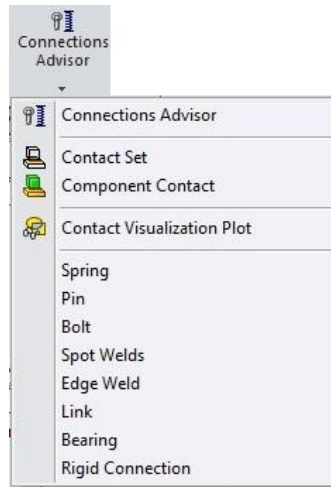 Connections
Advisor
Connections Advisor
Contact Set
Component Contact
Contact Visualization Plot
Spring
Pin
Bolt
Spot Welds
Edge Weld
Link
Bearing
Rigid Connection